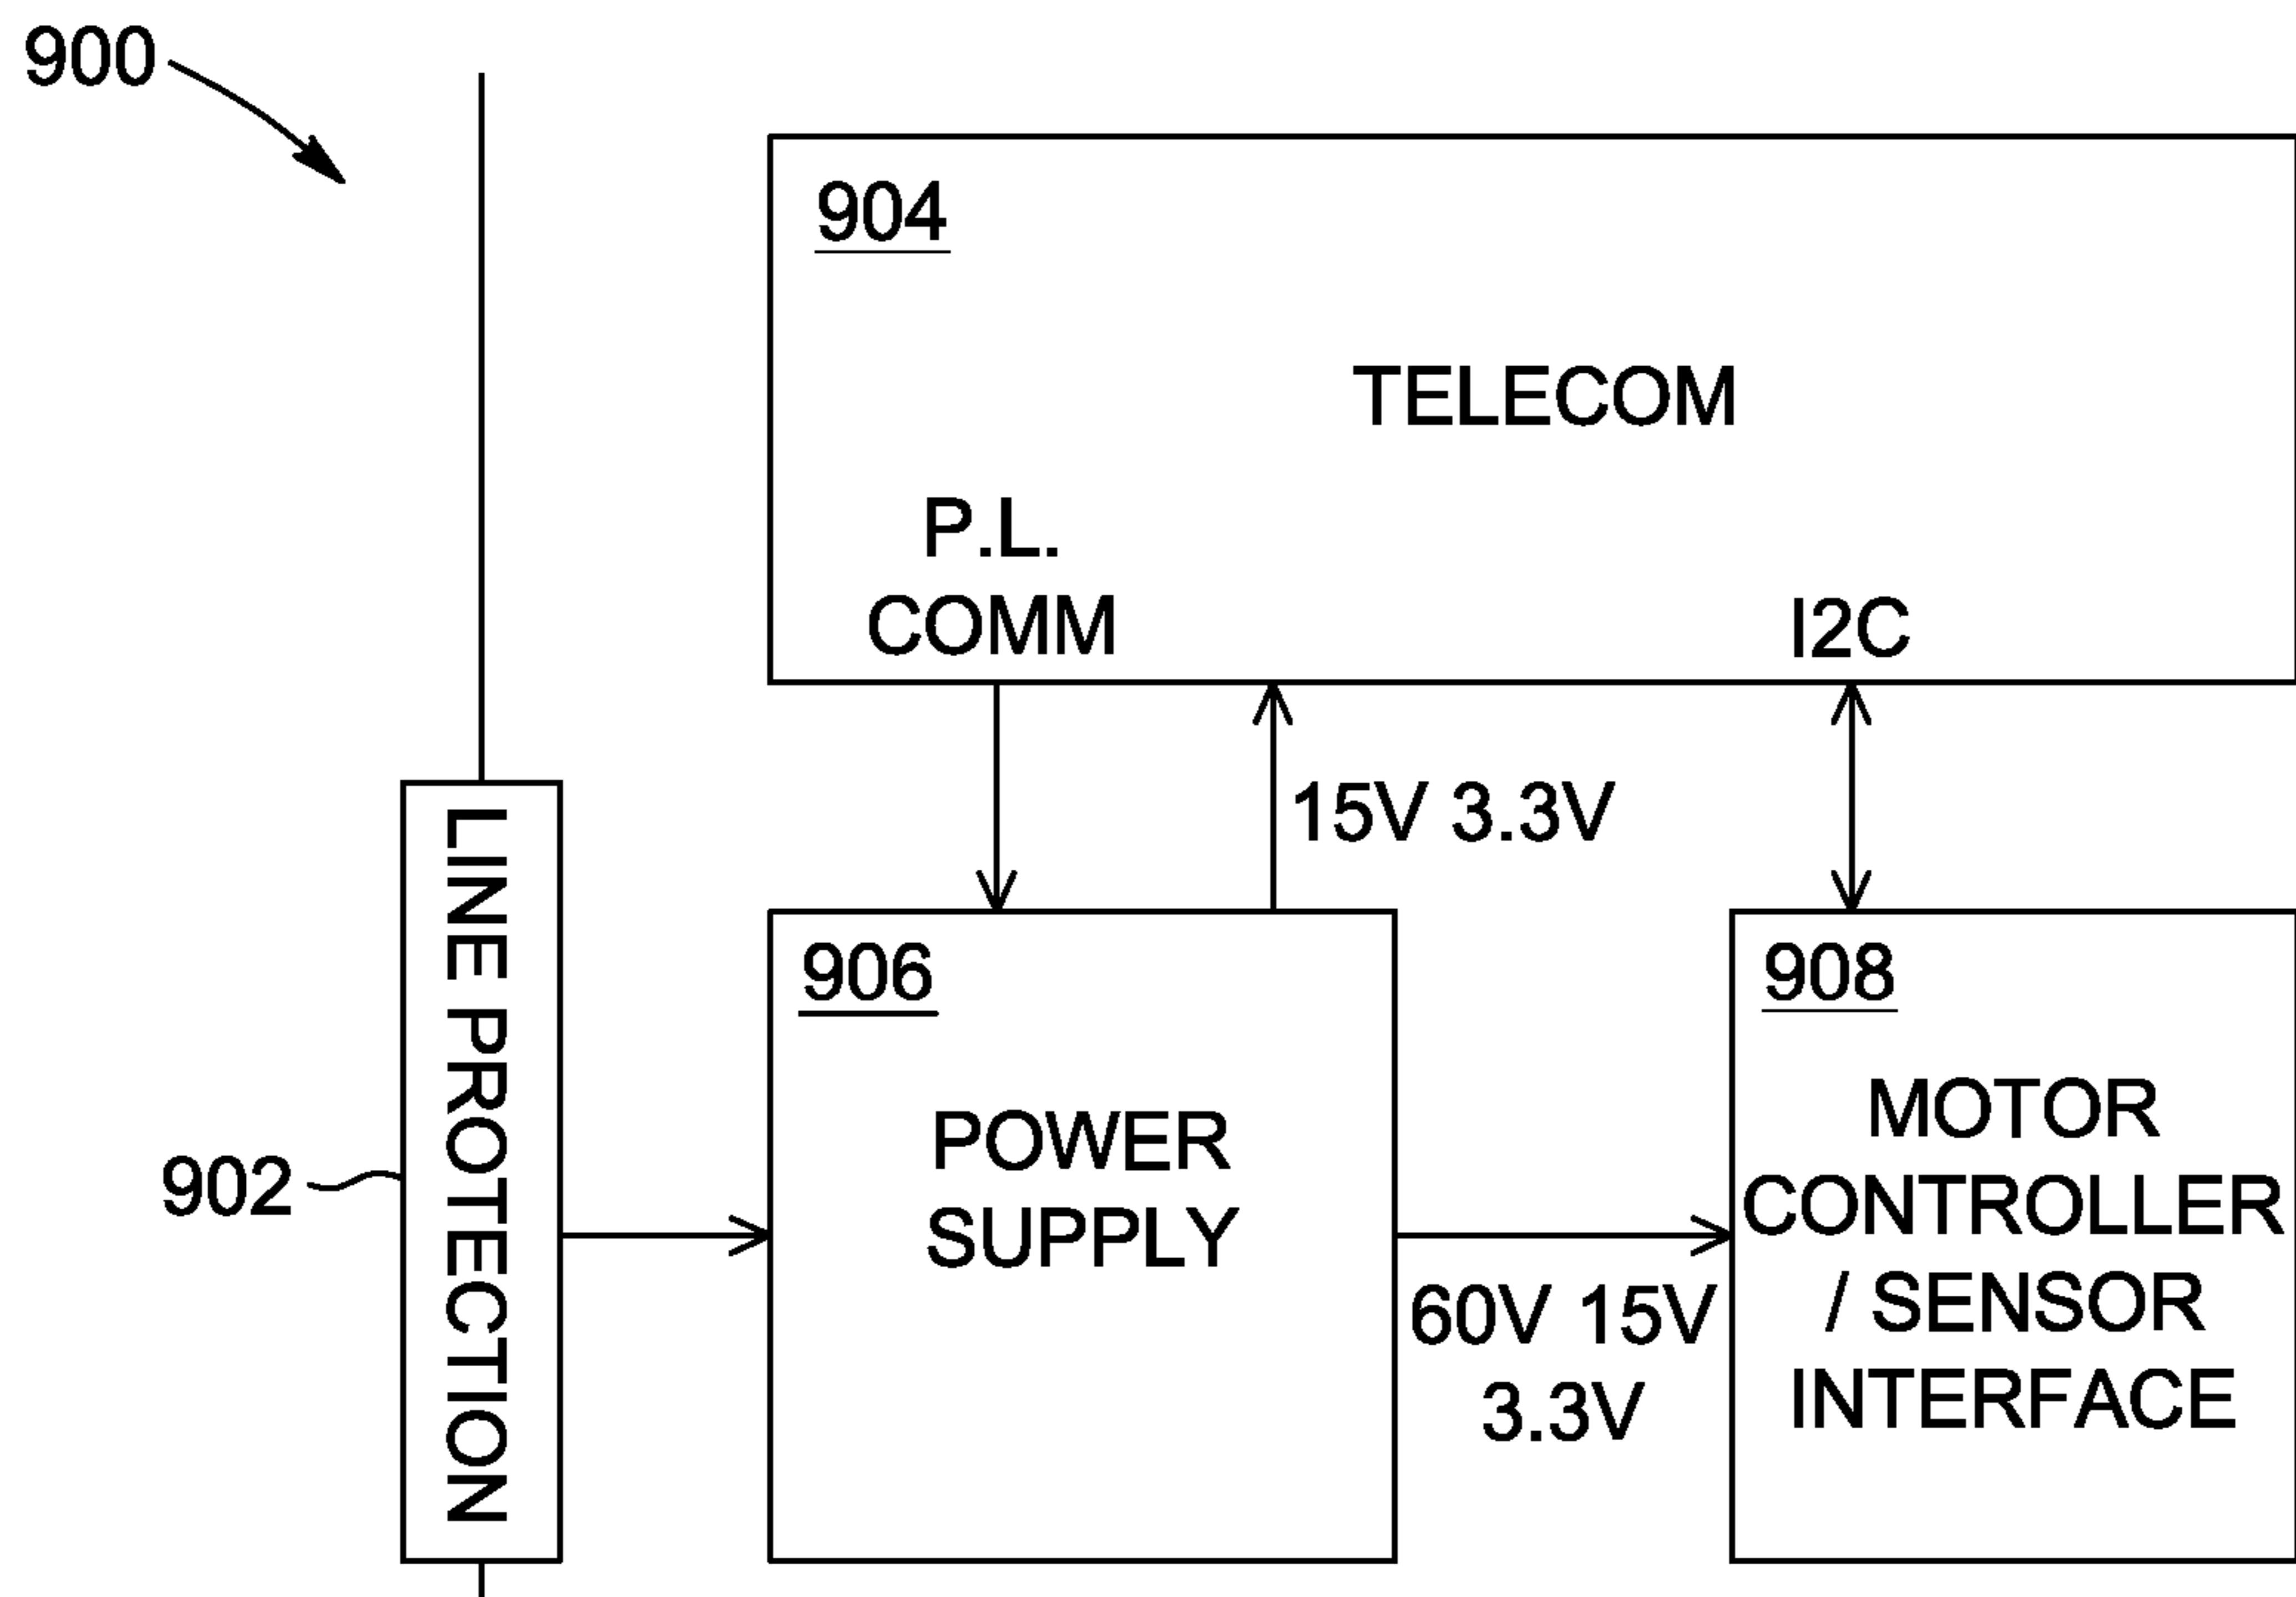 900
904
TELECOM
P.L.
COMM
I2C
15V 3.3V
LINE PROTECTION
902
906
POWER
SUPPLY
60V 15V
3.3V
908
MOTOR
CONTROLLER
/ SENSOR
INTERFACE